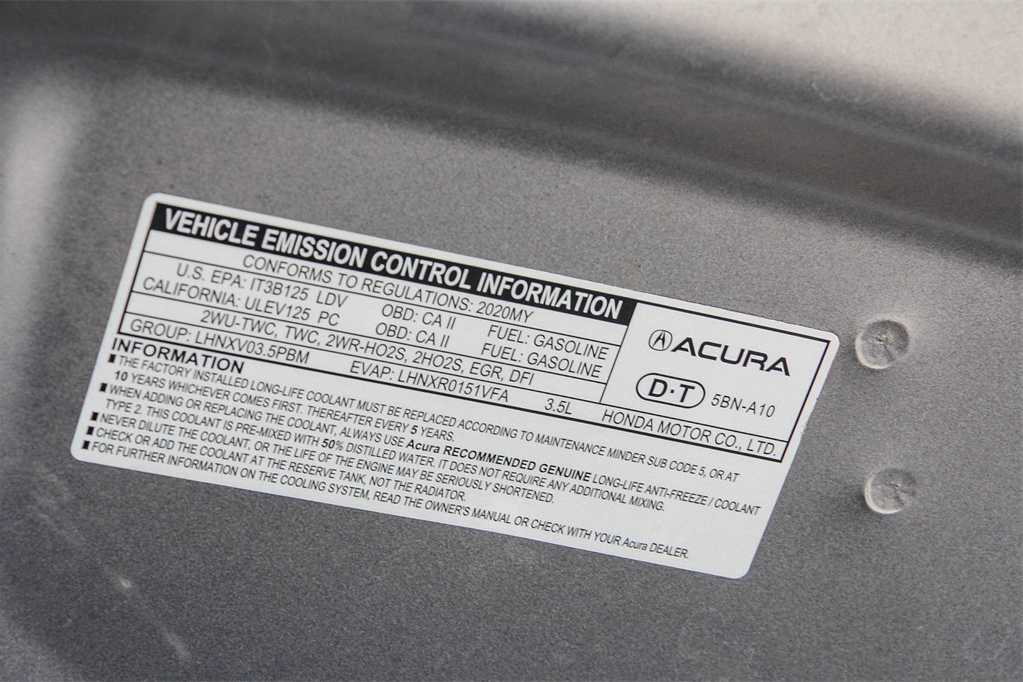 VEHICLE EMISSION CONTROL INFORMATION
CONFORMS TO REGULATIONS: 2020MY
U.S. EPA: IT3B125 LDV OBD: CA II FUEL: GASOLINE
CALIFORNIA: ULEV125 PC OBD: CA II FUEL: GASOLINE
2WU-TWC, TWC, 2WR-HO2S, 2HO2S, EGR, DFI
GROUP: LHNXV03.5PBM EVAP: LHNXR0151VFA 3.5L HONDA MOTOR CO., LTD.
ACURA
D·T 5BN-A10
INFORMATION
■ THE FACTORY INSTALLED LONG-LIFE COOLANT MUST BE REPLACED ACCORDING TO MAINTENANCE MINDER SUB CODE 5, OR AT
10 YEARS WHICHEVER COMES FIRST. THEREAFTER EVERY 5 YEARS.
■ WHEN ADDING OR REPLACING THE COOLANT, ALWAYS USE Acura RECOMMENDED GENUINE LONG-LIFE ANTI-FREEZE / COOLANT
TYPE 2. THIS COOLANT IS PRE-MIXED WITH 50% DISTILLED WATER. IT DOES NOT REQUIRE ANY ADDITIONAL MIXING.
■ NEVER DILUTE THE COOLANT, OR THE LIFE OF THE ENGINE MAY BE SERIOUSLY SHORTENED.
■ CHECK OR ADD THE COOLANT AT THE RESERVE TANK, NOT THE RADIATOR.
■ FOR FURTHER INFORMATION ON THE COOLING SYSTEM, READ THE OWNER'S MANUAL OR CHECK WITH YOUR Acura DEALER.